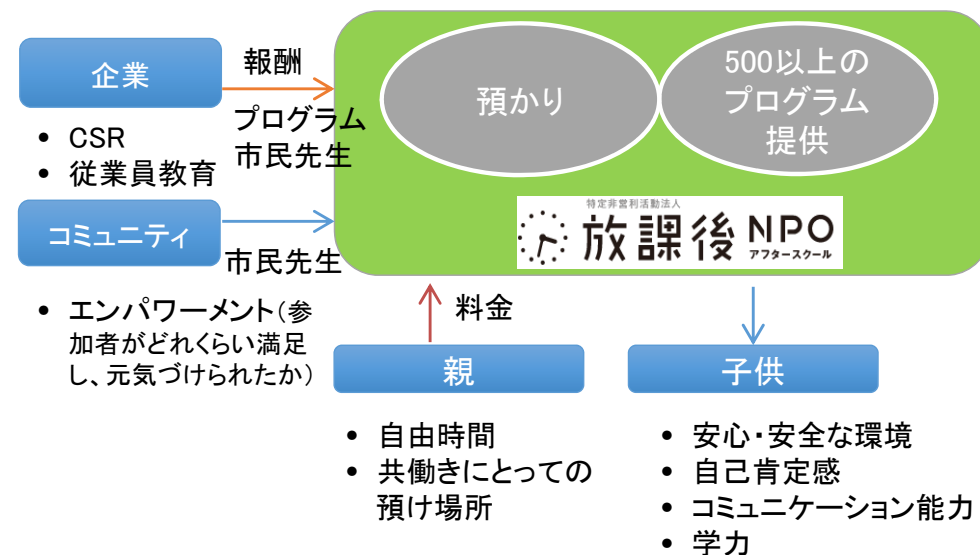 企業
報酬
プログラム
市民先生
• CSR
• 従業員教育
コミュニティ
市民先生
• エンパワーメント(参
加者がどれくらい満足
し、元気づけられたか)
預かり
500以上の
プログラム
提供
特定非営利活動法人
放課後NPO
アフタースクール
料金
親
• 自由時間
• 共働きにとっての
預け場所
子供
• 安心・安全な環境
• 自己肯定感
• コミュニケーション能力
• 学力